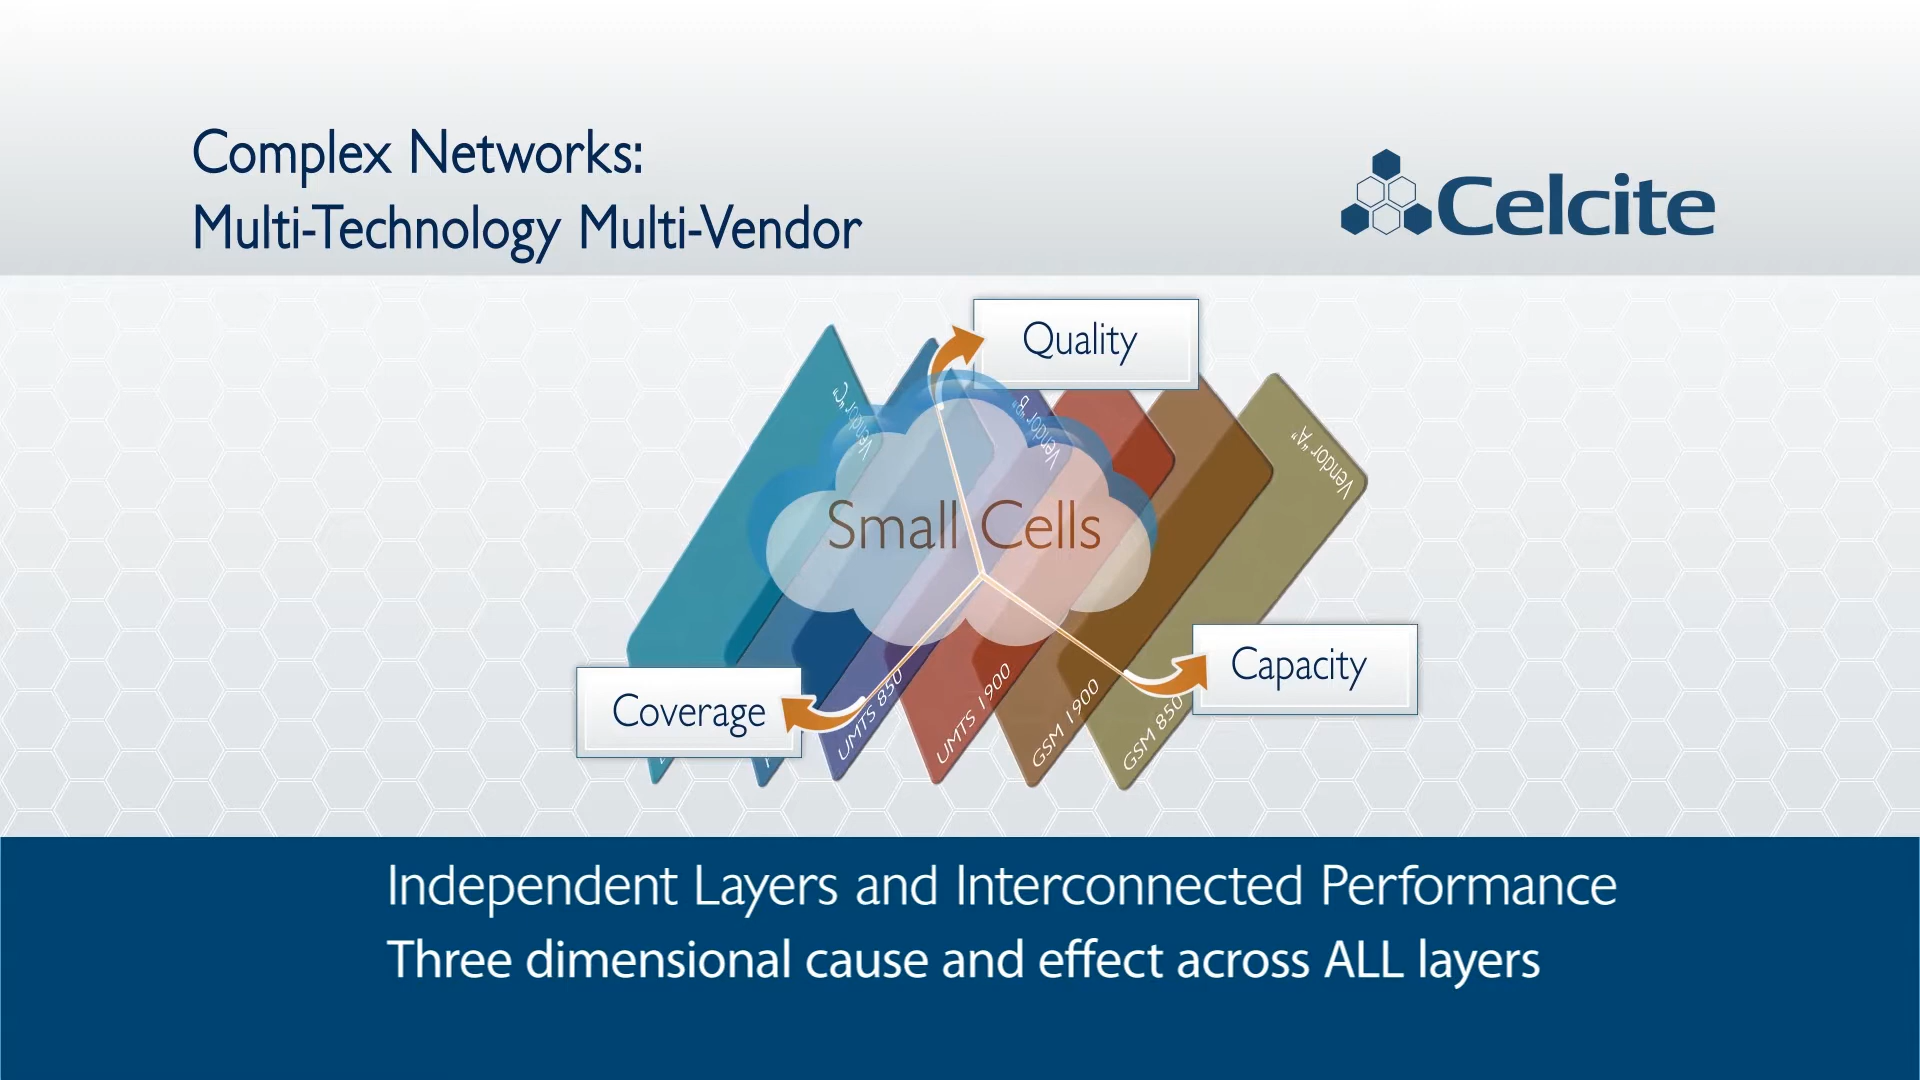 Complex Networks:
Multi-Technology Multi-Vendor
Celcite
Quality
Vendor "C"
Vendor "B"
Vendor "A"
Small Cells
Coverage
Capacity
UMTS 850
UMTS 1900
GSM 1900
GSM 850
Independent Layers and Interconnected Performance
Three dimensional cause and effect across ALL layers